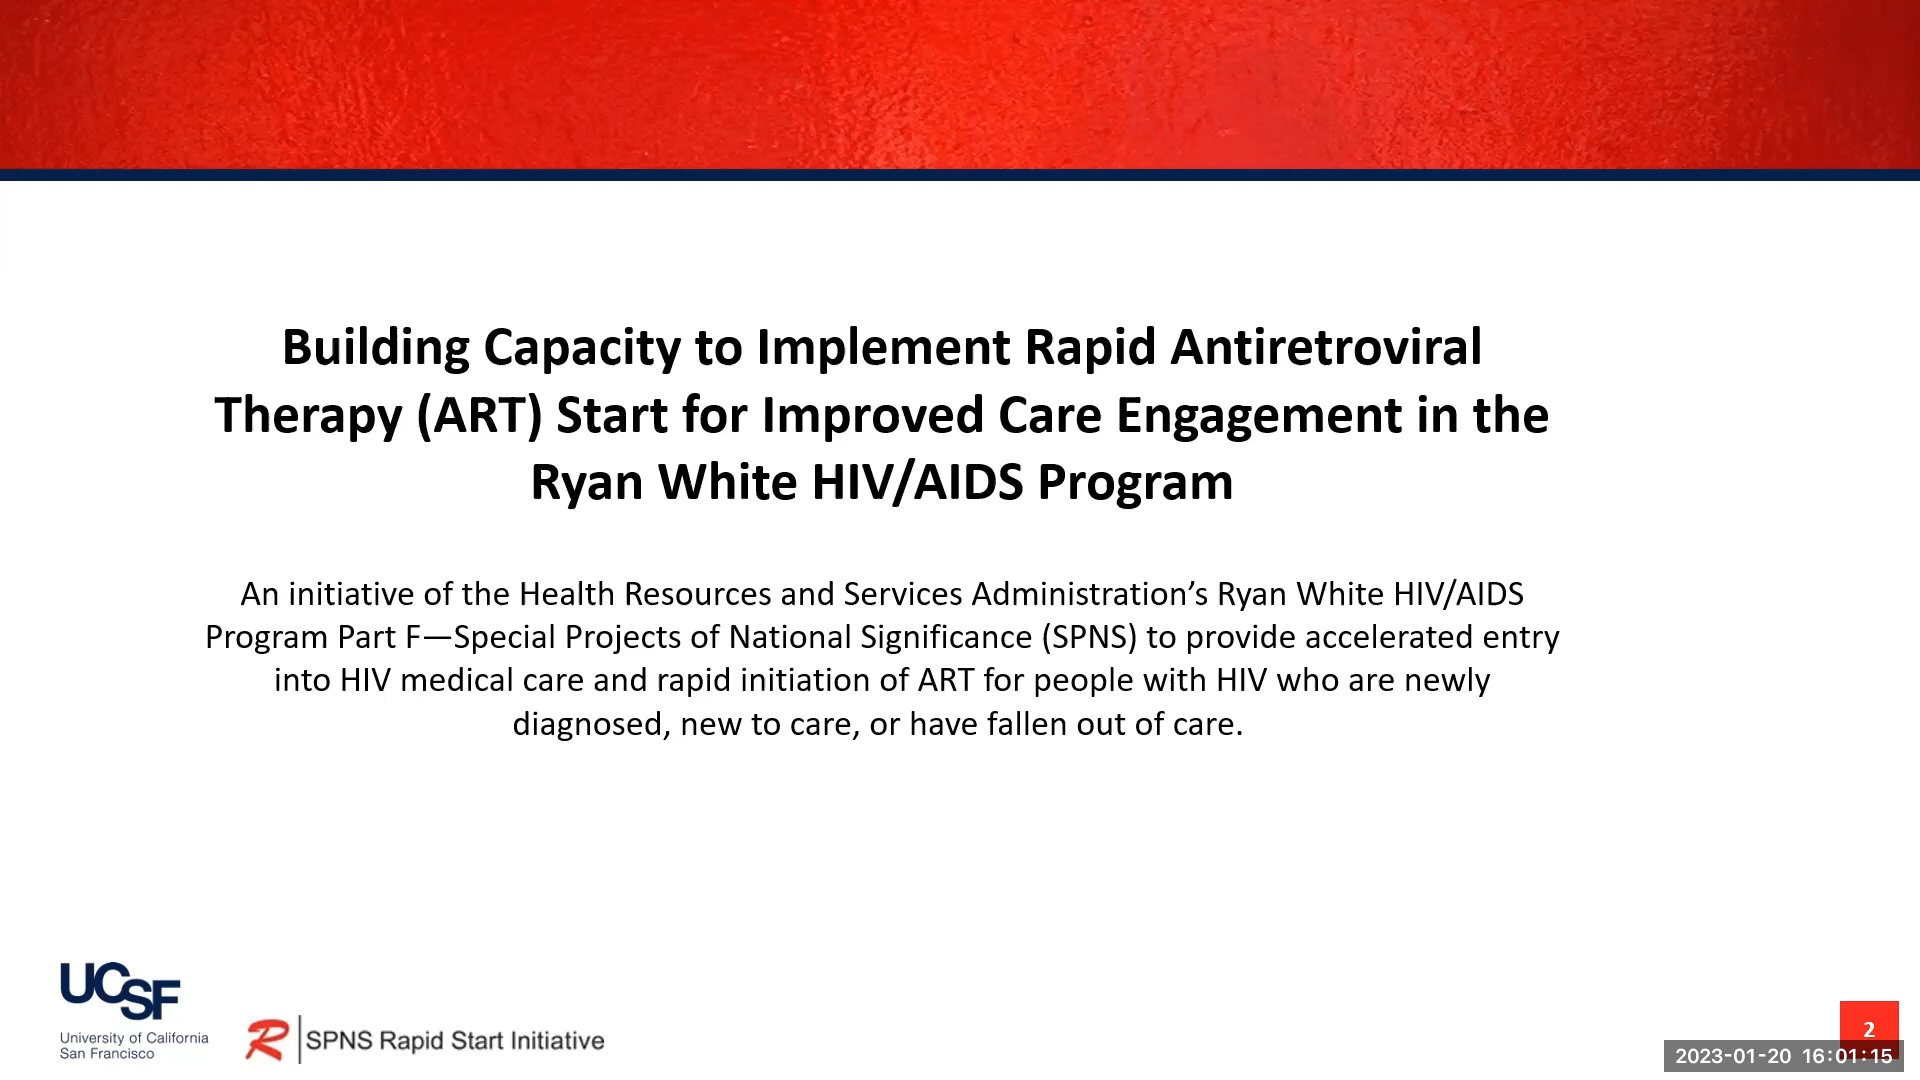 Building Capacity to Implement Rapid Antiretroviral
Therapy (ART) Start for Improved Care Engagement in the
Ryan White HIV/AIDS Program
An initiative of the Health Resources and Services Administration’s Ryan White HIV/AIDS
Program Part F—Special Projects of National Significance (SPNS) to provide accelerated entry
into HIV medical care and rapid initiation of ART for people with HIV who are newly
diagnosed, new to care, or have fallen out of care.
UCSF
University of California
San Francisco
R SPNS Rapid Start Initiative
2
2023-01-20 16:01:15